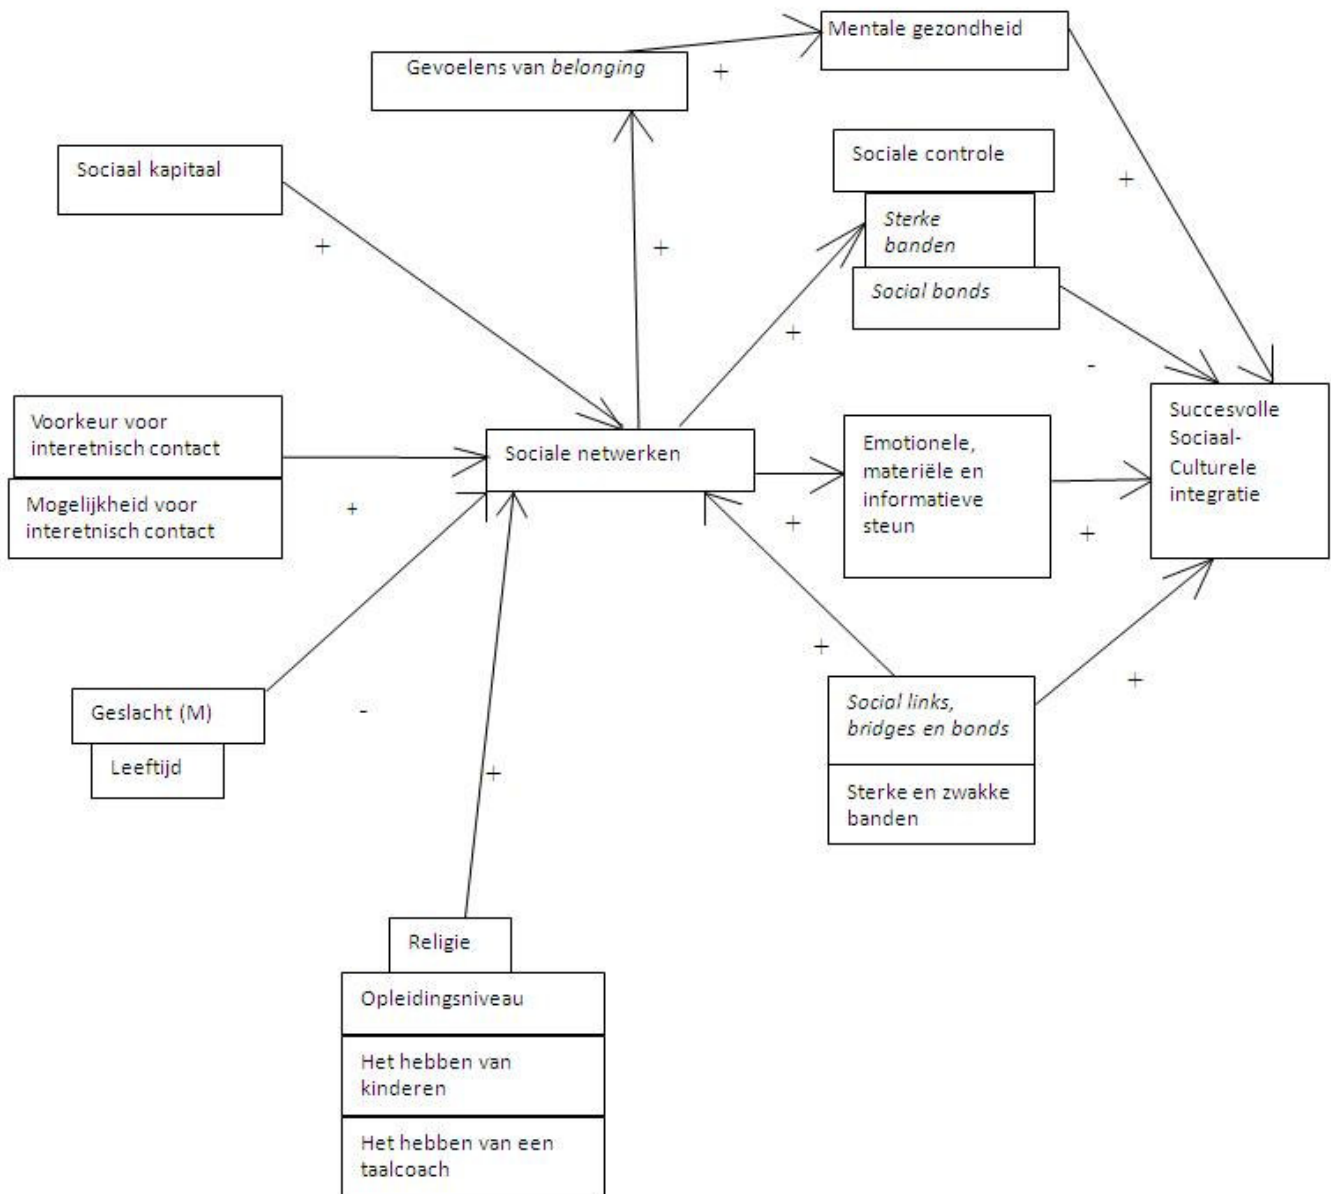 Mentale gezondheid
Gevoelens van belonging
+
Sociaal kapitaal
Sociale controle
+
Sterke
banden
+
+
Social bonds
+
-
Voorkeur voor
interetnisch contact
Mogelijkheid voor
interetnisch contact
+
Sociale netwerken
Emotionele,
materiële en
informatieve
steun
+
+
Succesvolle
Sociaal-
Culturele
integratie
+
+
Geslacht (M)
Leeftijd
-
Social links,
bridges en bonds
Sterke en zwakke
banden
+
Religie
Opleidingsniveau
Het hebben van
kinderen
Het hebben van een
taalcoach